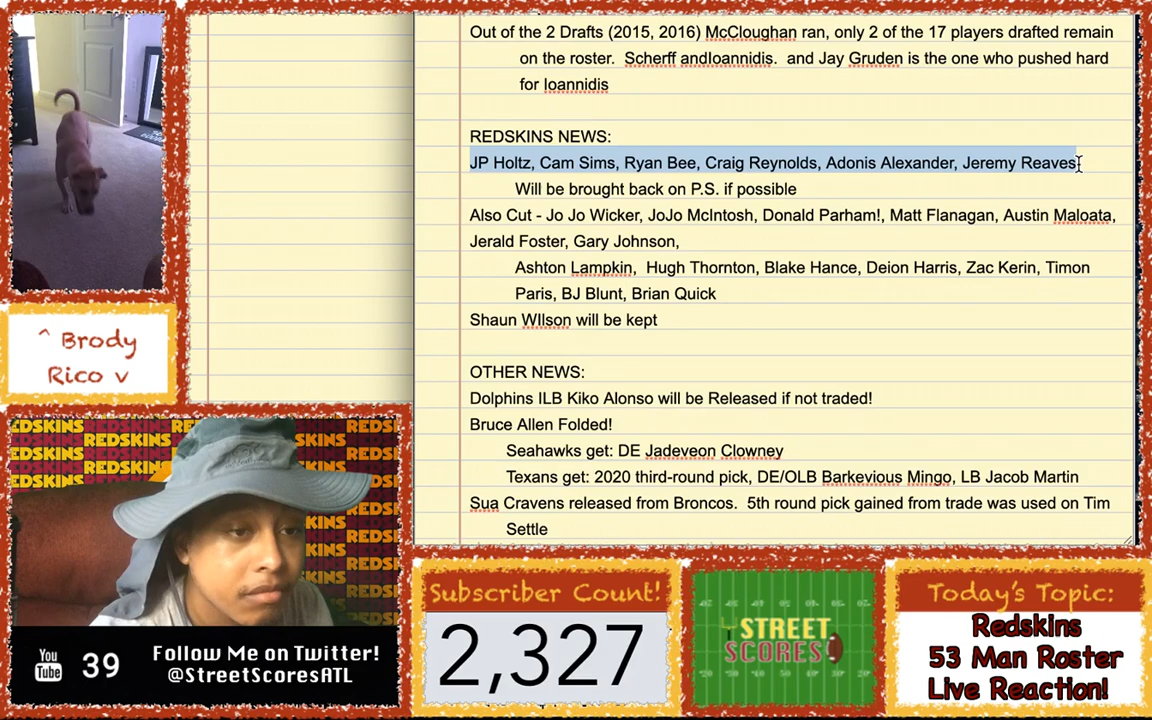 Out of the 2 Drafts (2015, 2016) McCloughan ran, only 2 of the 17 players drafted remain
on the roster.  Scherff andIoannidis.  and Jay Gruden is the one who pushed hard
for Ioannidis
REDSKINS NEWS:
JP Holtz, Cam Sims, Ryan Bee, Craig Reynolds, Adonis Alexander, Jeremy Reaves
Will be brought back on P.S. if possible
Also Cut - Jo Jo Wicker, JoJo McIntosh, Donald Parham!, Matt Flanagan, Austin Maloata,
Jerald Foster, Gary Johnson,
Ashton Lampkin,  Hugh Thornton, Blake Hance, Deion Harris, Zac Kerin, Timon
Paris, BJ Blunt, Brian Quick
Shaun WIlson will be kept
OTHER NEWS:
Dolphins ILB Kiko Alonso will be Released if not traded!
Bruce Allen Folded!
Seahawks get: DE Jadeveon Clowney
Texans get: 2020 third-round pick, DE/OLB Barkevious Mingo, LB Jacob Martin
Sua Cravens released from Broncos.  5th round pick gained from trade was used on Tim
Settle
^ Brody
Rico v
REDSKINS
REDSKINS
REDSKINS
You
Tube
39
Follow Me on Twitter!
@StreetScoresATL
Subscriber Count!
2,327
STREET
SCORES
Today's Topic:
Redskins
53 Man Roster
Live Reaction!